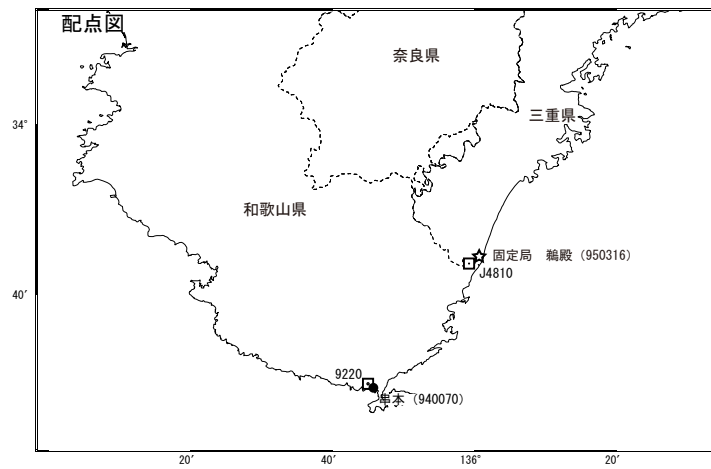 配点図
奈良県
三重県
34°
和歌山県
固定局 鵜殿（950316）
J4810
40′
9220
串本（940070）
20′
40′
136°
20′